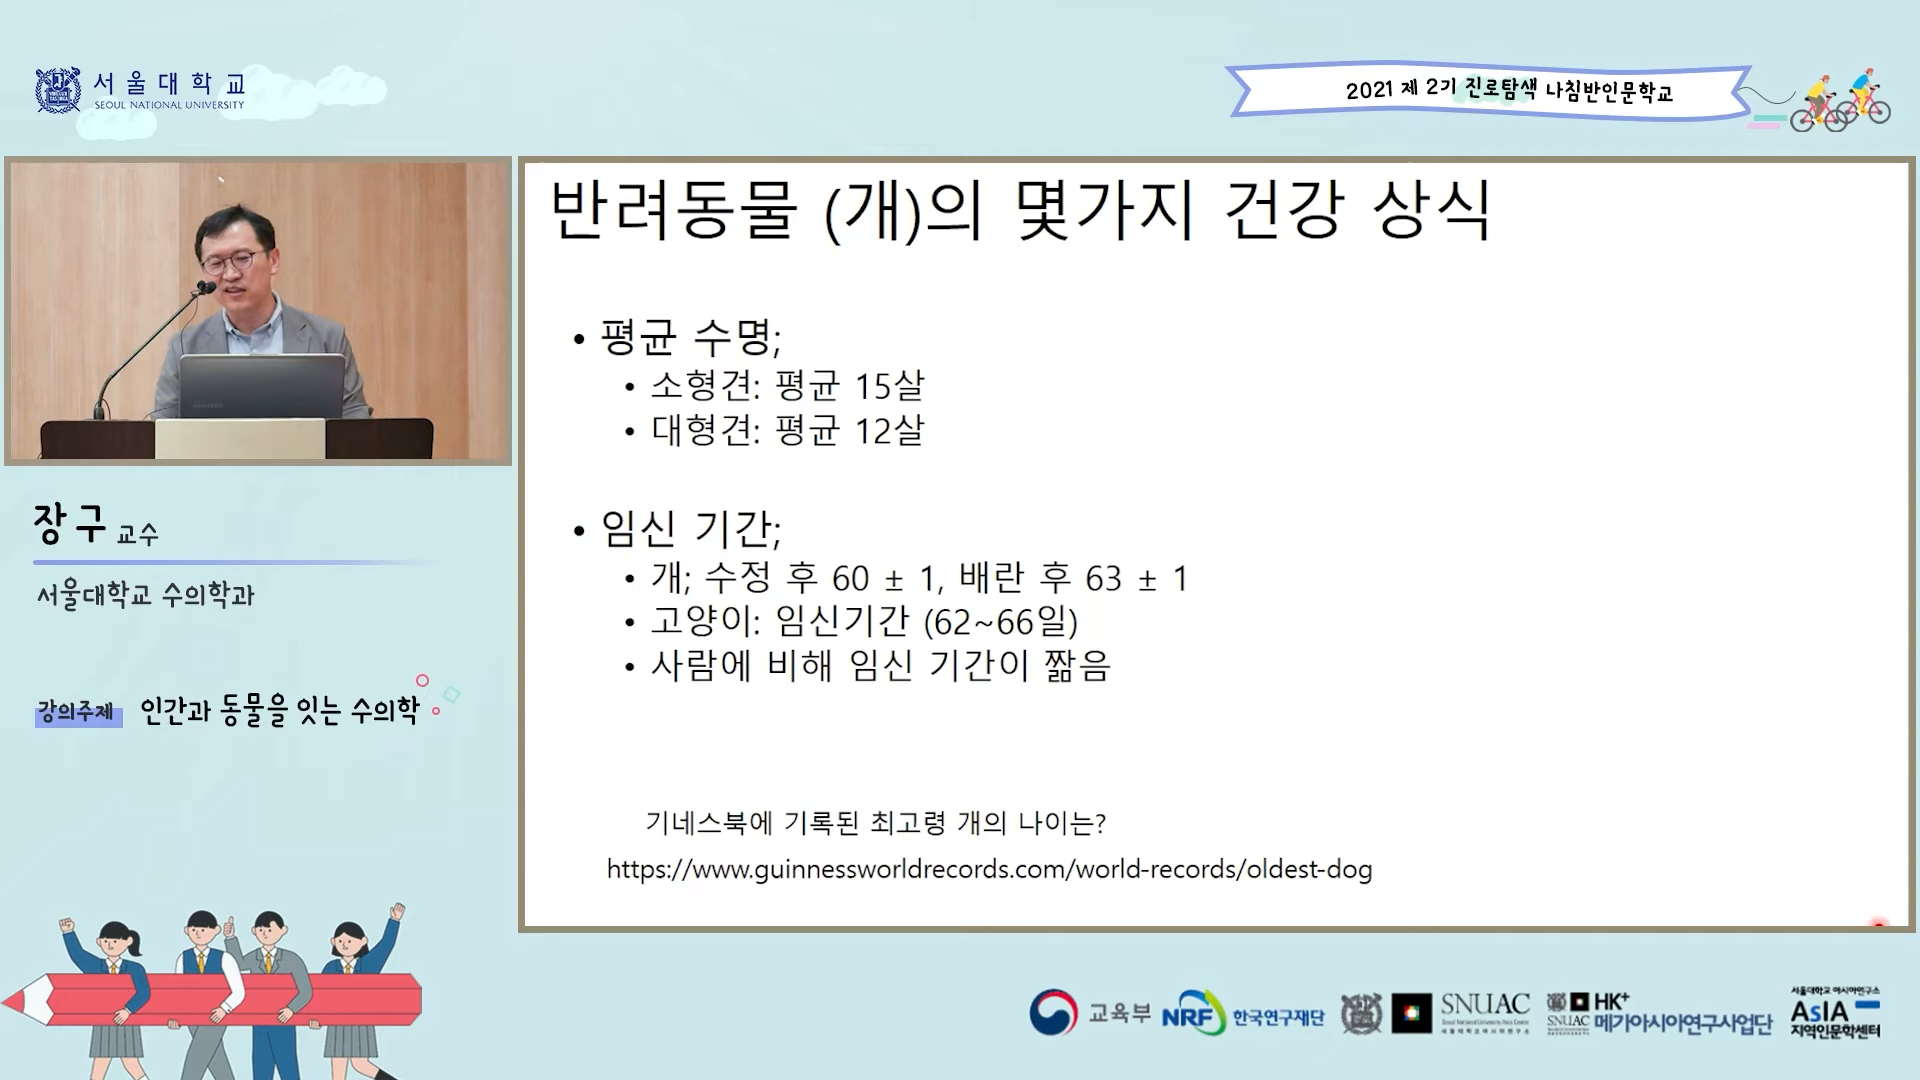 서울대학교
SEOUL NATIONAL UNIVERSITY
2021 제 2기 진로탐색 나침반인문학교
반려동물 (개)의 몇가지 건강 상식
• 평균 수명;
• 소형견: 평균 15살
• 대형견: 평균 12살
• 임신 기간;
• 개; 수정 후 60 ± 1, 배란 후 63 ± 1
• 고양이: 임신기간 (62~66일)
• 사람에 비해 임신 기간이 짧음
기네스북에 기록된 최고령 개의 나이는?
https://www.guinnessworldrecords.com/world-records/oldest-dog
장구 교수
서울대학교 수의학과
강의주제 인간과 동물을 잇는 수의학
교육부
NRF 한국연구재단
SNUAC
HK+
SNUAC 메가아시아연구사업단
서울대학교 아시아연구소
AsIA
지역인문학센터